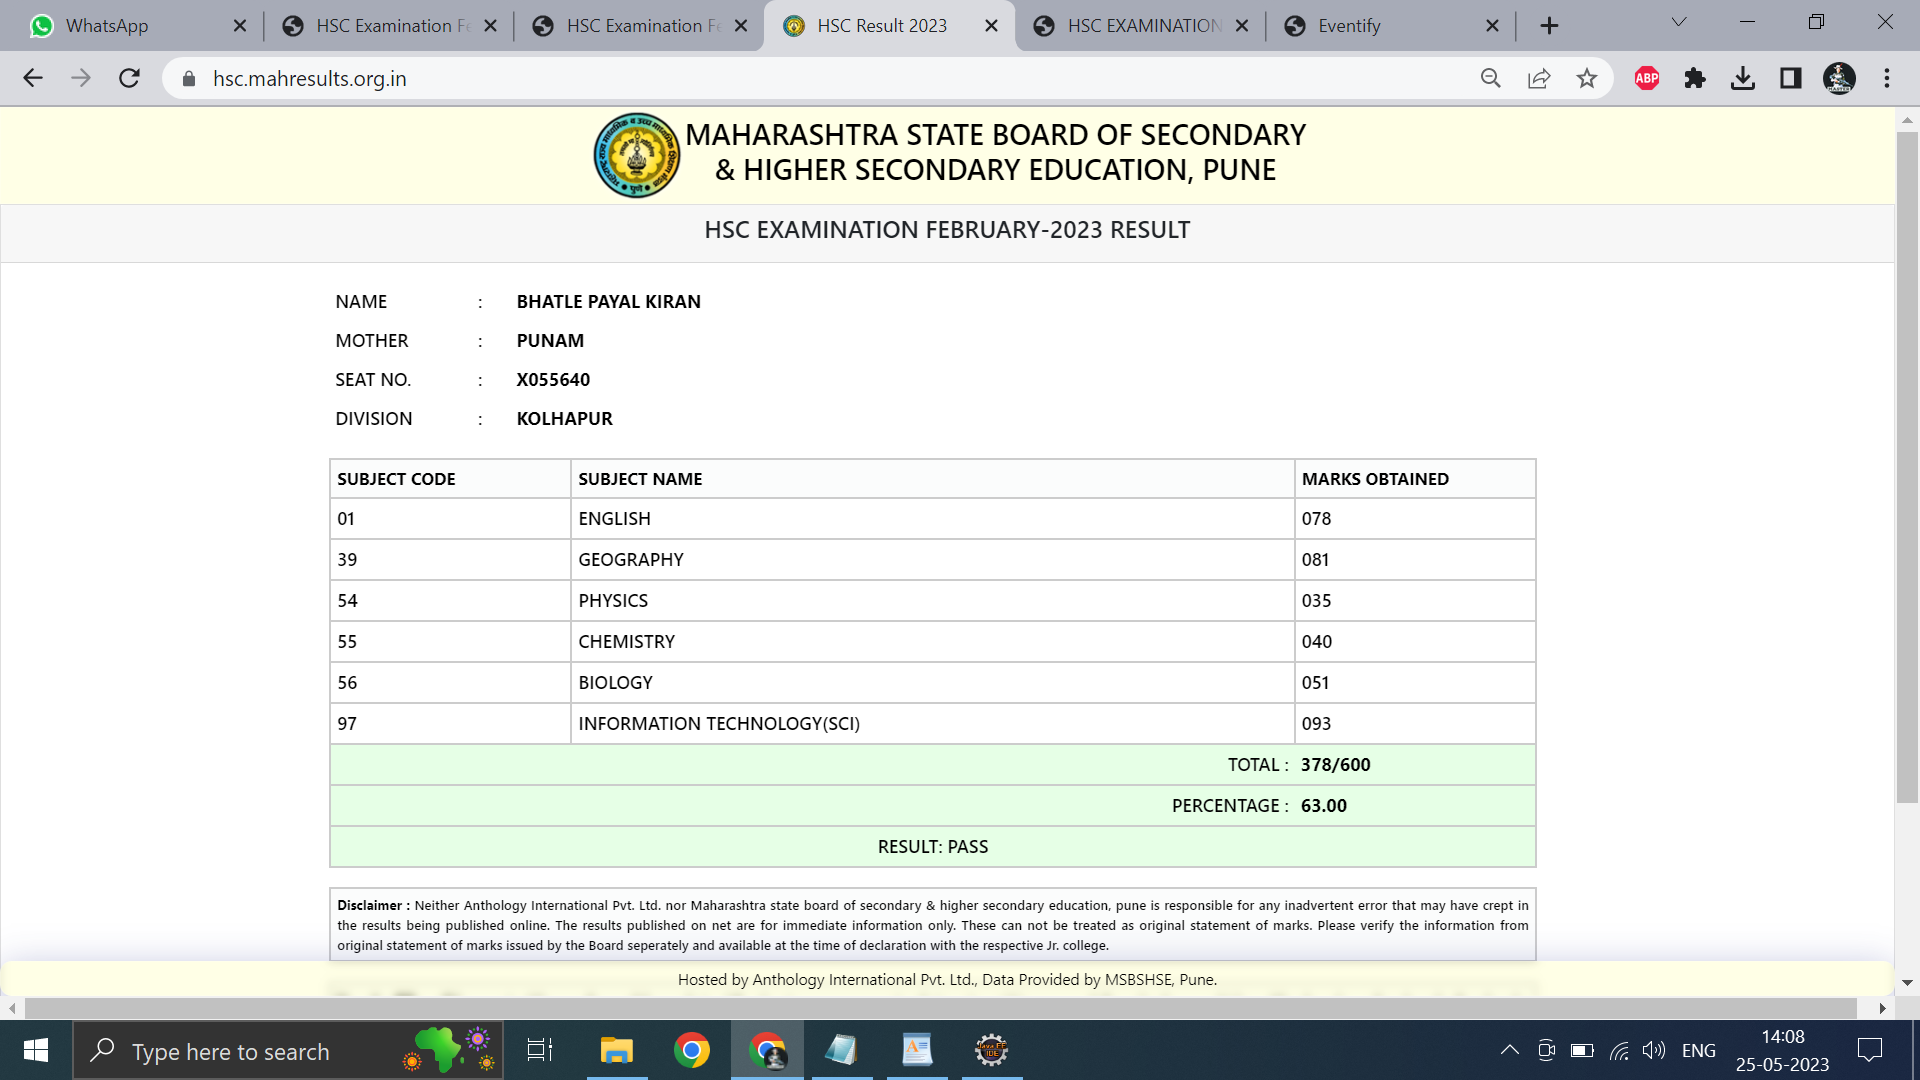 WhatsApp
HSC Examination Fe
HSC Examination Fe
HSC Result 2023
HSC EXAMINATION
Eventify
hsc.mahresults.org.in
ABP
MAHARASHTRA STATE BOARD OF SECONDARY
& HIGHER SECONDARY EDUCATION, PUNE
HSC EXAMINATION FEBRUARY-2023 RESULT
NAME : BHATLE PAYAL KIRAN
MOTHER : PUNAM
SEAT NO. : X055640
DIVISION : KOLHAPUR
SUBJECT CODE SUBJECT NAME MARKS OBTAINED
01 ENGLISH 078
39 GEOGRAPHY 081
54 PHYSICS 035
55 CHEMISTRY 040
56 BIOLOGY 051
97 INFORMATION TECHNOLOGY(SCI) 093
TOTAL : 378/600
PERCENTAGE : 63.00
RESULT: PASS
Disclaimer : Neither Anthology International Pvt. Ltd. nor Maharashtra state board of secondary & higher secondary education, pune is responsible for any inadvertent error that may have crept in
the results being published online. The results published on net are for immediate information only. These can not be treated as original statement of marks. Please verify the information from
original statement of marks issued by the Board seperately and available at the time of declaration with the respective Jr. college.
Hosted by Anthology International Pvt. Ltd., Data Provided by MSBSHSE, Pune.
Type here to search
ENG
14:08
25-05-2023